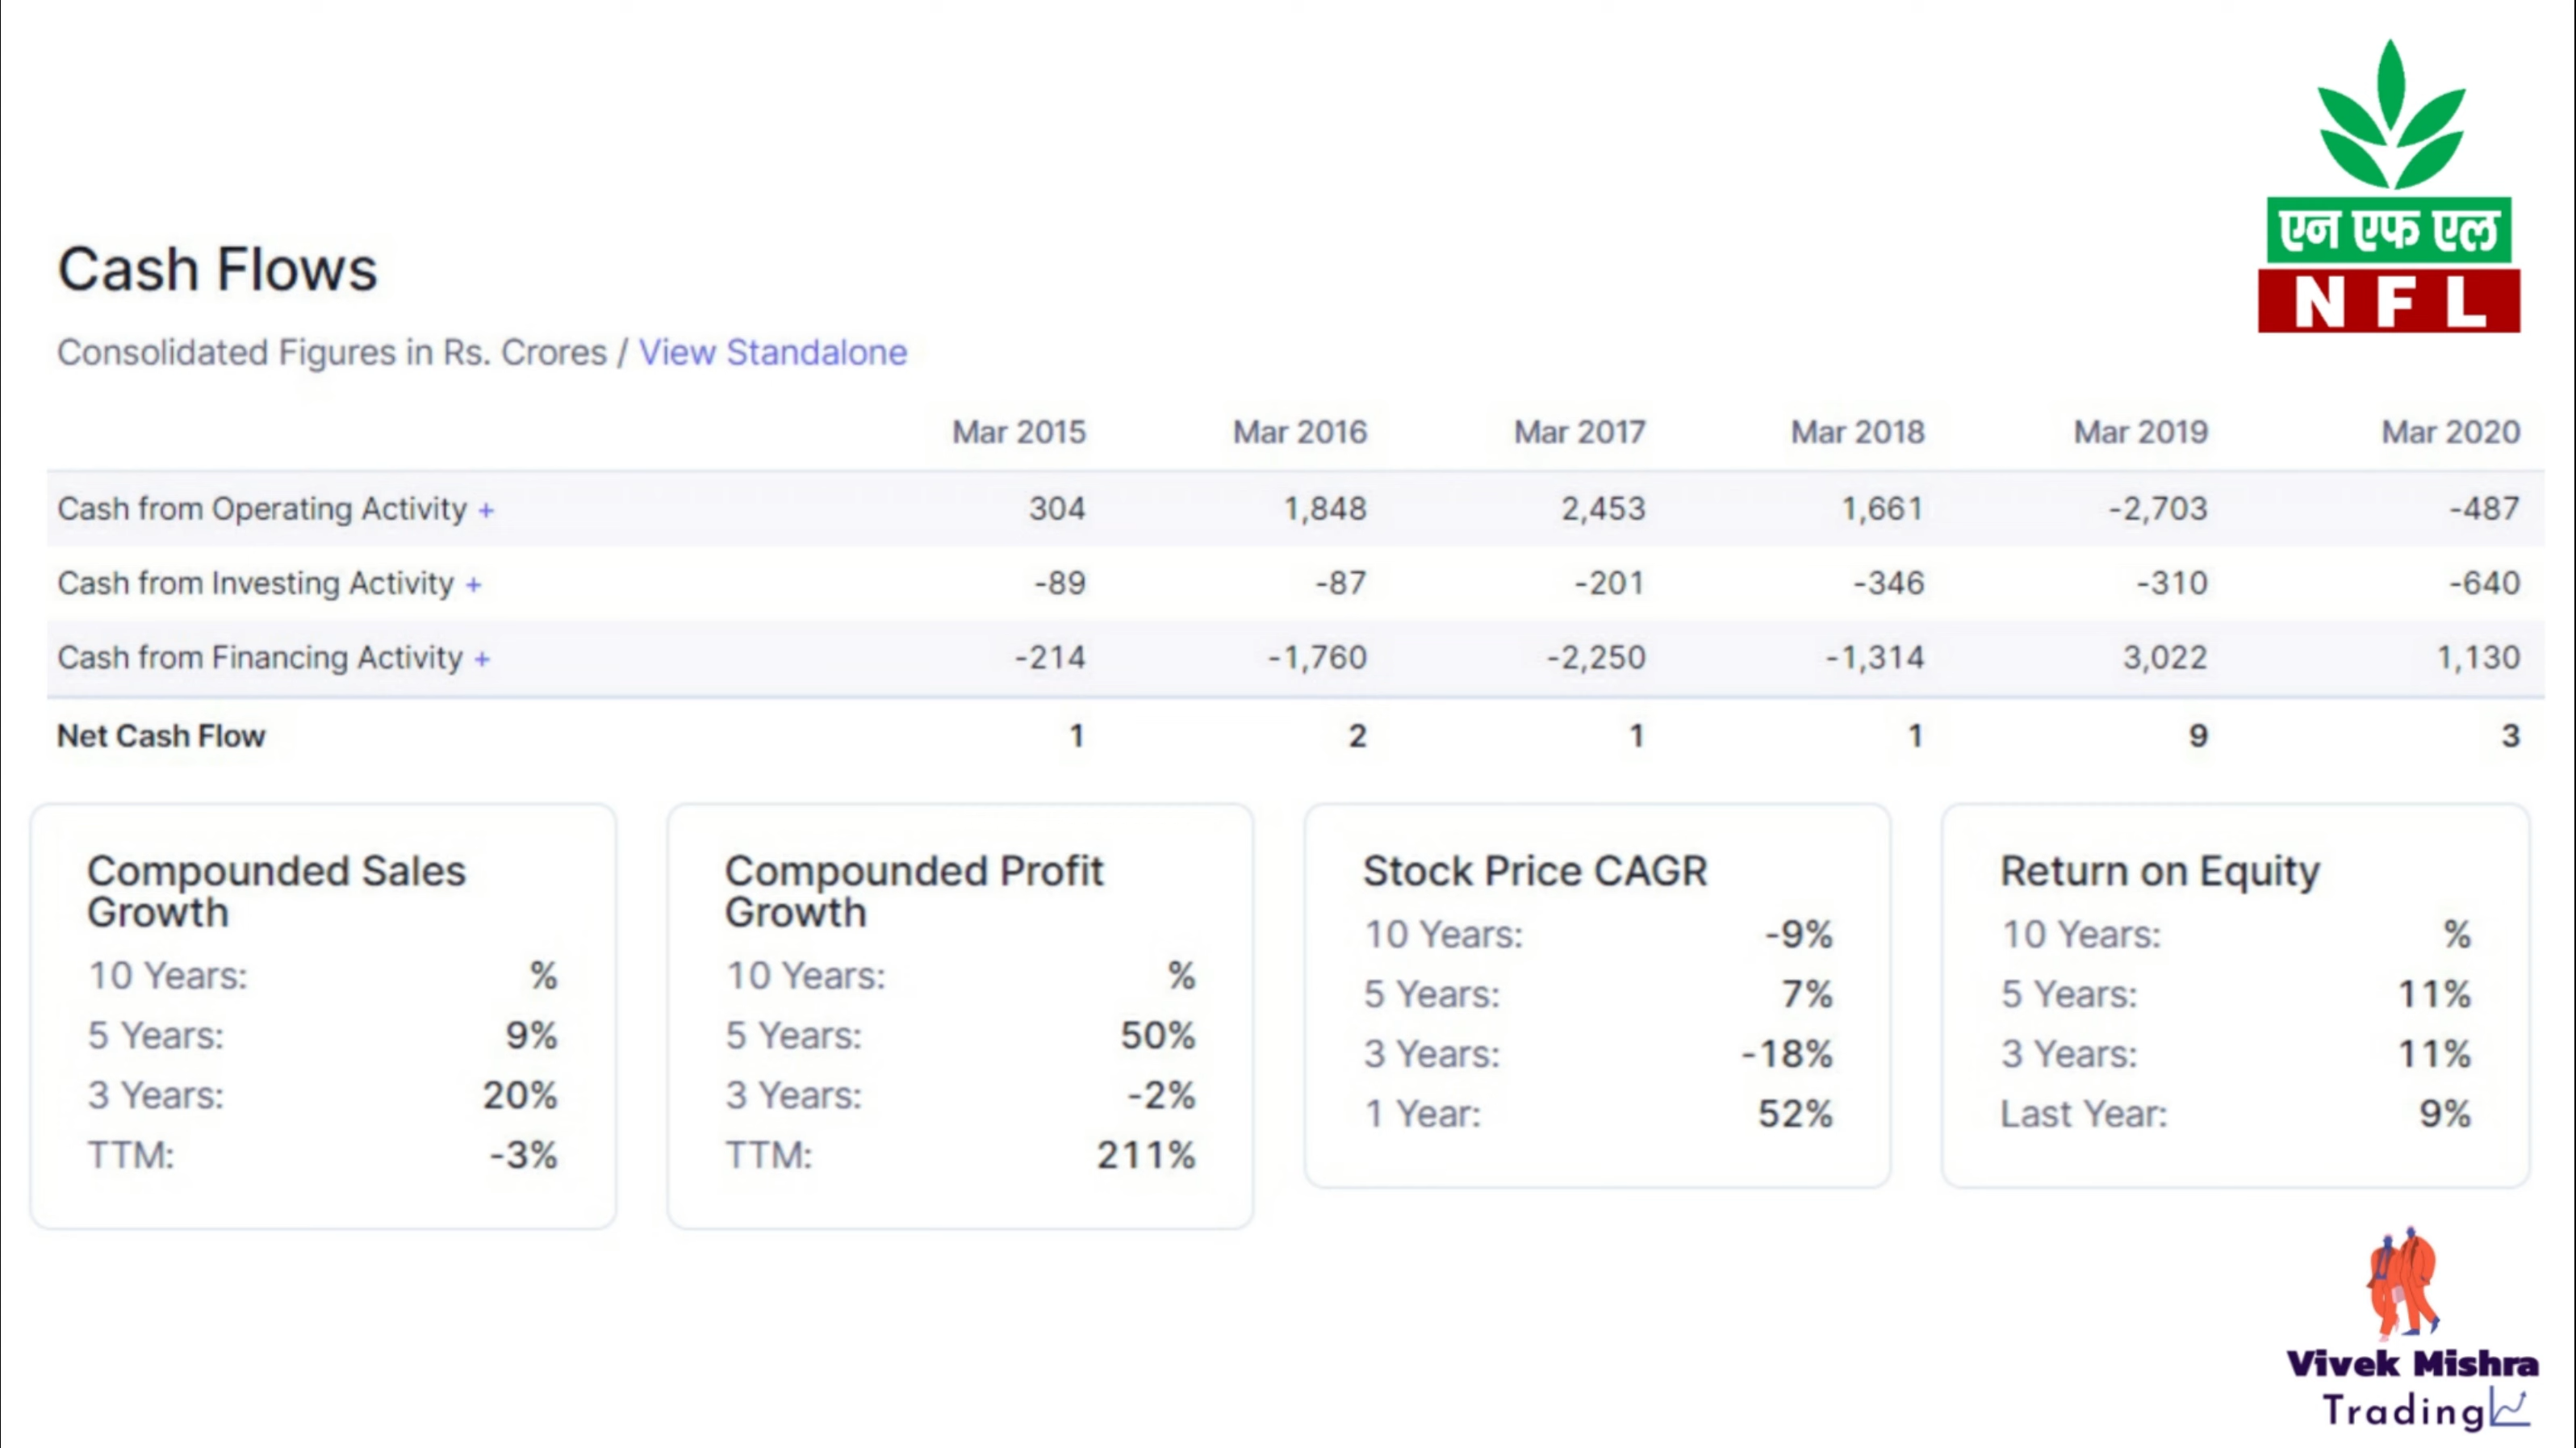 एन एफ एल
NFL
Cash Flows
Consolidated Figures in Rs. Crores / View Standalone
Mar 2015 Mar 2016 Mar 2017 Mar 2018 Mar 2019 Mar 2020
Cash from Operating Activity + 304 1,848 2,453 1,661 -2,703 -487
Cash from Investing Activity + -89 -87 -201 -346 -310 -640
Cash from Financing Activity + -214 -1,760 -2,250 -1,314 3,022 1,130
Net Cash Flow 1 2 1 1 9 3
Compounded Sales
Growth
10 Years: %
5 Years: 9%
3 Years: 20%
TTM: -3%
Compounded Profit
Growth
10 Years: %
5 Years: 50%
3 Years: -2%
TTM: 211%
Stock Price CAGR
10 Years: -9%
5 Years: 7%
3 Years: -18%
1 Year: 52%
Return on Equity
10 Years: %
5 Years: 11%
3 Years: 11%
Last Year: 9%
Vivek Mishra
Trading